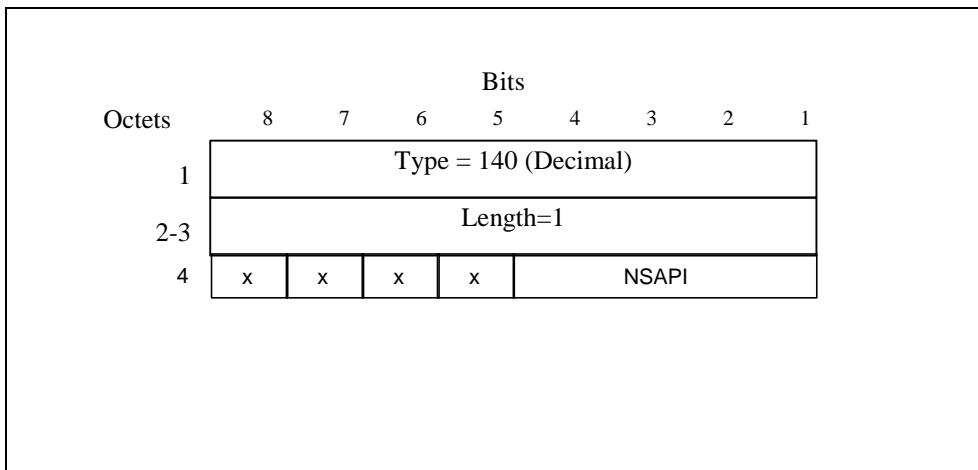 Bits
Octets 8 7 6 5 4 3 2 1
1 Type = 140 (Decimal)
2-3 Length=1
4 x x x x NSAPI